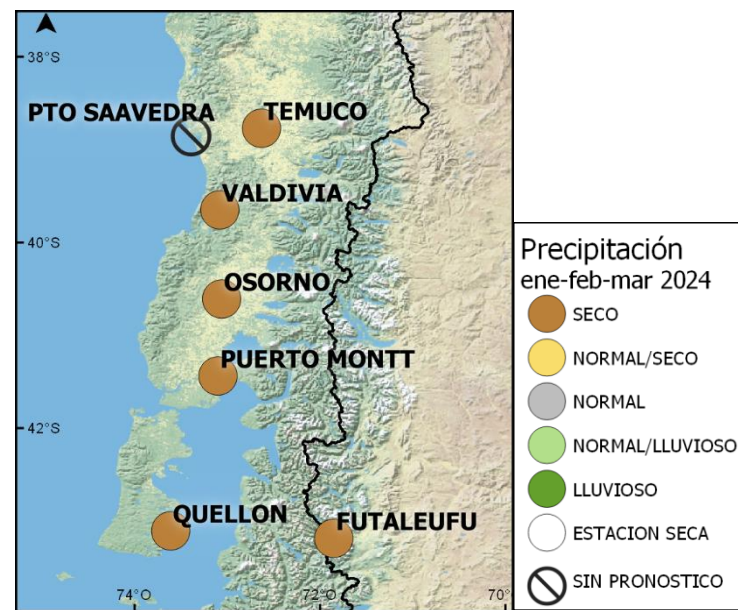 38°S
PTO SAAVEDRA
TEMUCO
VALDIVIA
40°S
OSORNO
PUERTO MONTT
42°S
QUELLON
FUTALEUFU
74°O
72°O
70°
Precipitación
ene-feb-mar 2024
SECO
NORMAL/SECO
NORMAL
NORMAL/LLUVIOSO
LLUVIOSO
ESTACION SECA
SIN PRONOSTICO